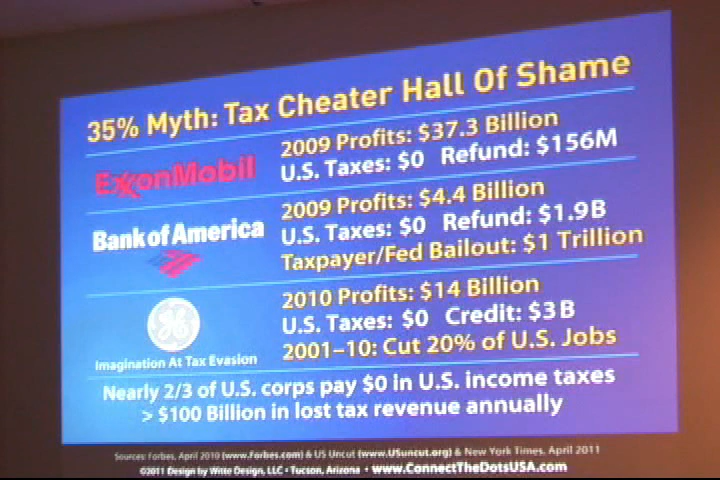 35% Myth: Tax Cheater Hall Of Shame
ExxonMobil
2009 Profits: $37.3 Billion
U.S. Taxes: $0 Refund: $156M
Bank of America
2009 Profits: $4.4 Billion
U.S. Taxes: $0 Refund: $1.9B
Taxpayer/Fed Bailout: $1 Trillion
GE
Imagination At Tax Evasion
2010 Profits: $14 Billion
U.S. Taxes: $0 Credit: $3B
2001–10: Cut 20% of U.S. Jobs
Nearly 2/3 of U.S. corps pay $0 in U.S. income taxes
> $100 Billion in lost tax revenue annually
Sources: Forbes, April 2010 (www.Forbes.com) & US Uncut (www.USuncut.org) & New York Times, April 2011
©2011 Design by Witte Design, LLC • Tucson, Arizona • www.ConnectTheDotsUSA.com